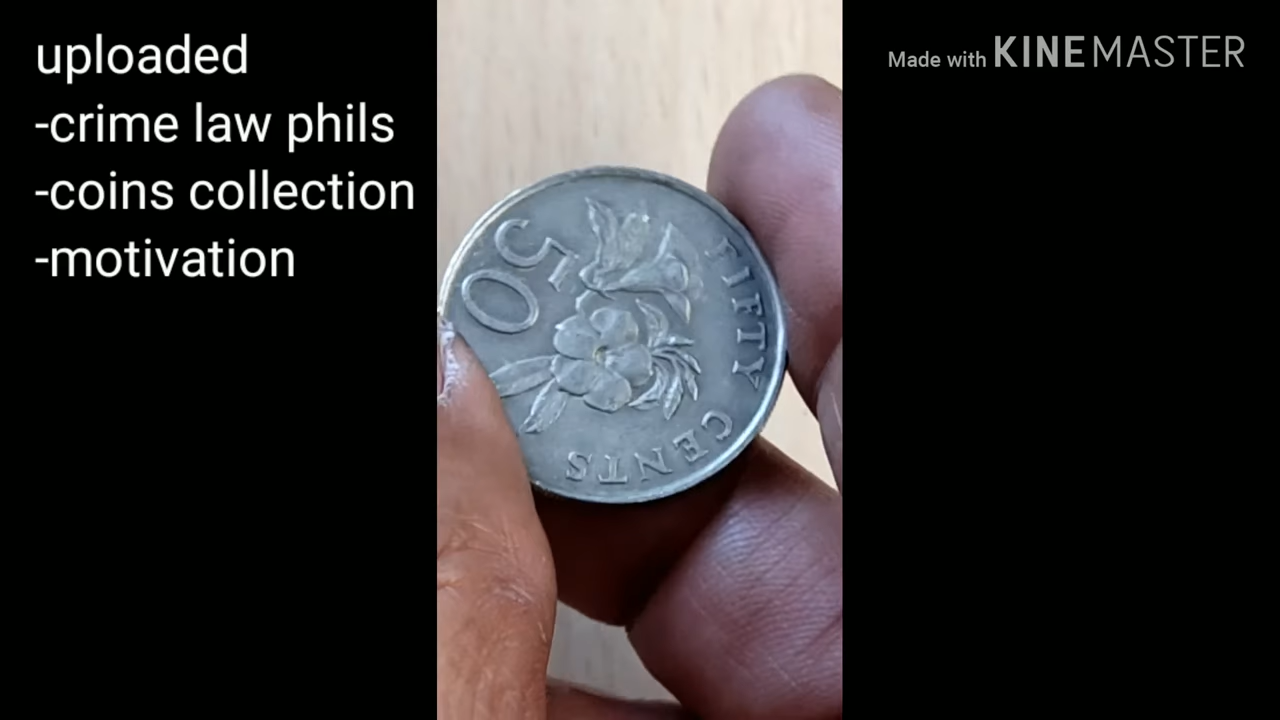 uploaded
-crime law phils
-coins collection
-motivation
Made with KINEMASTER
50
FIFTY CENTS